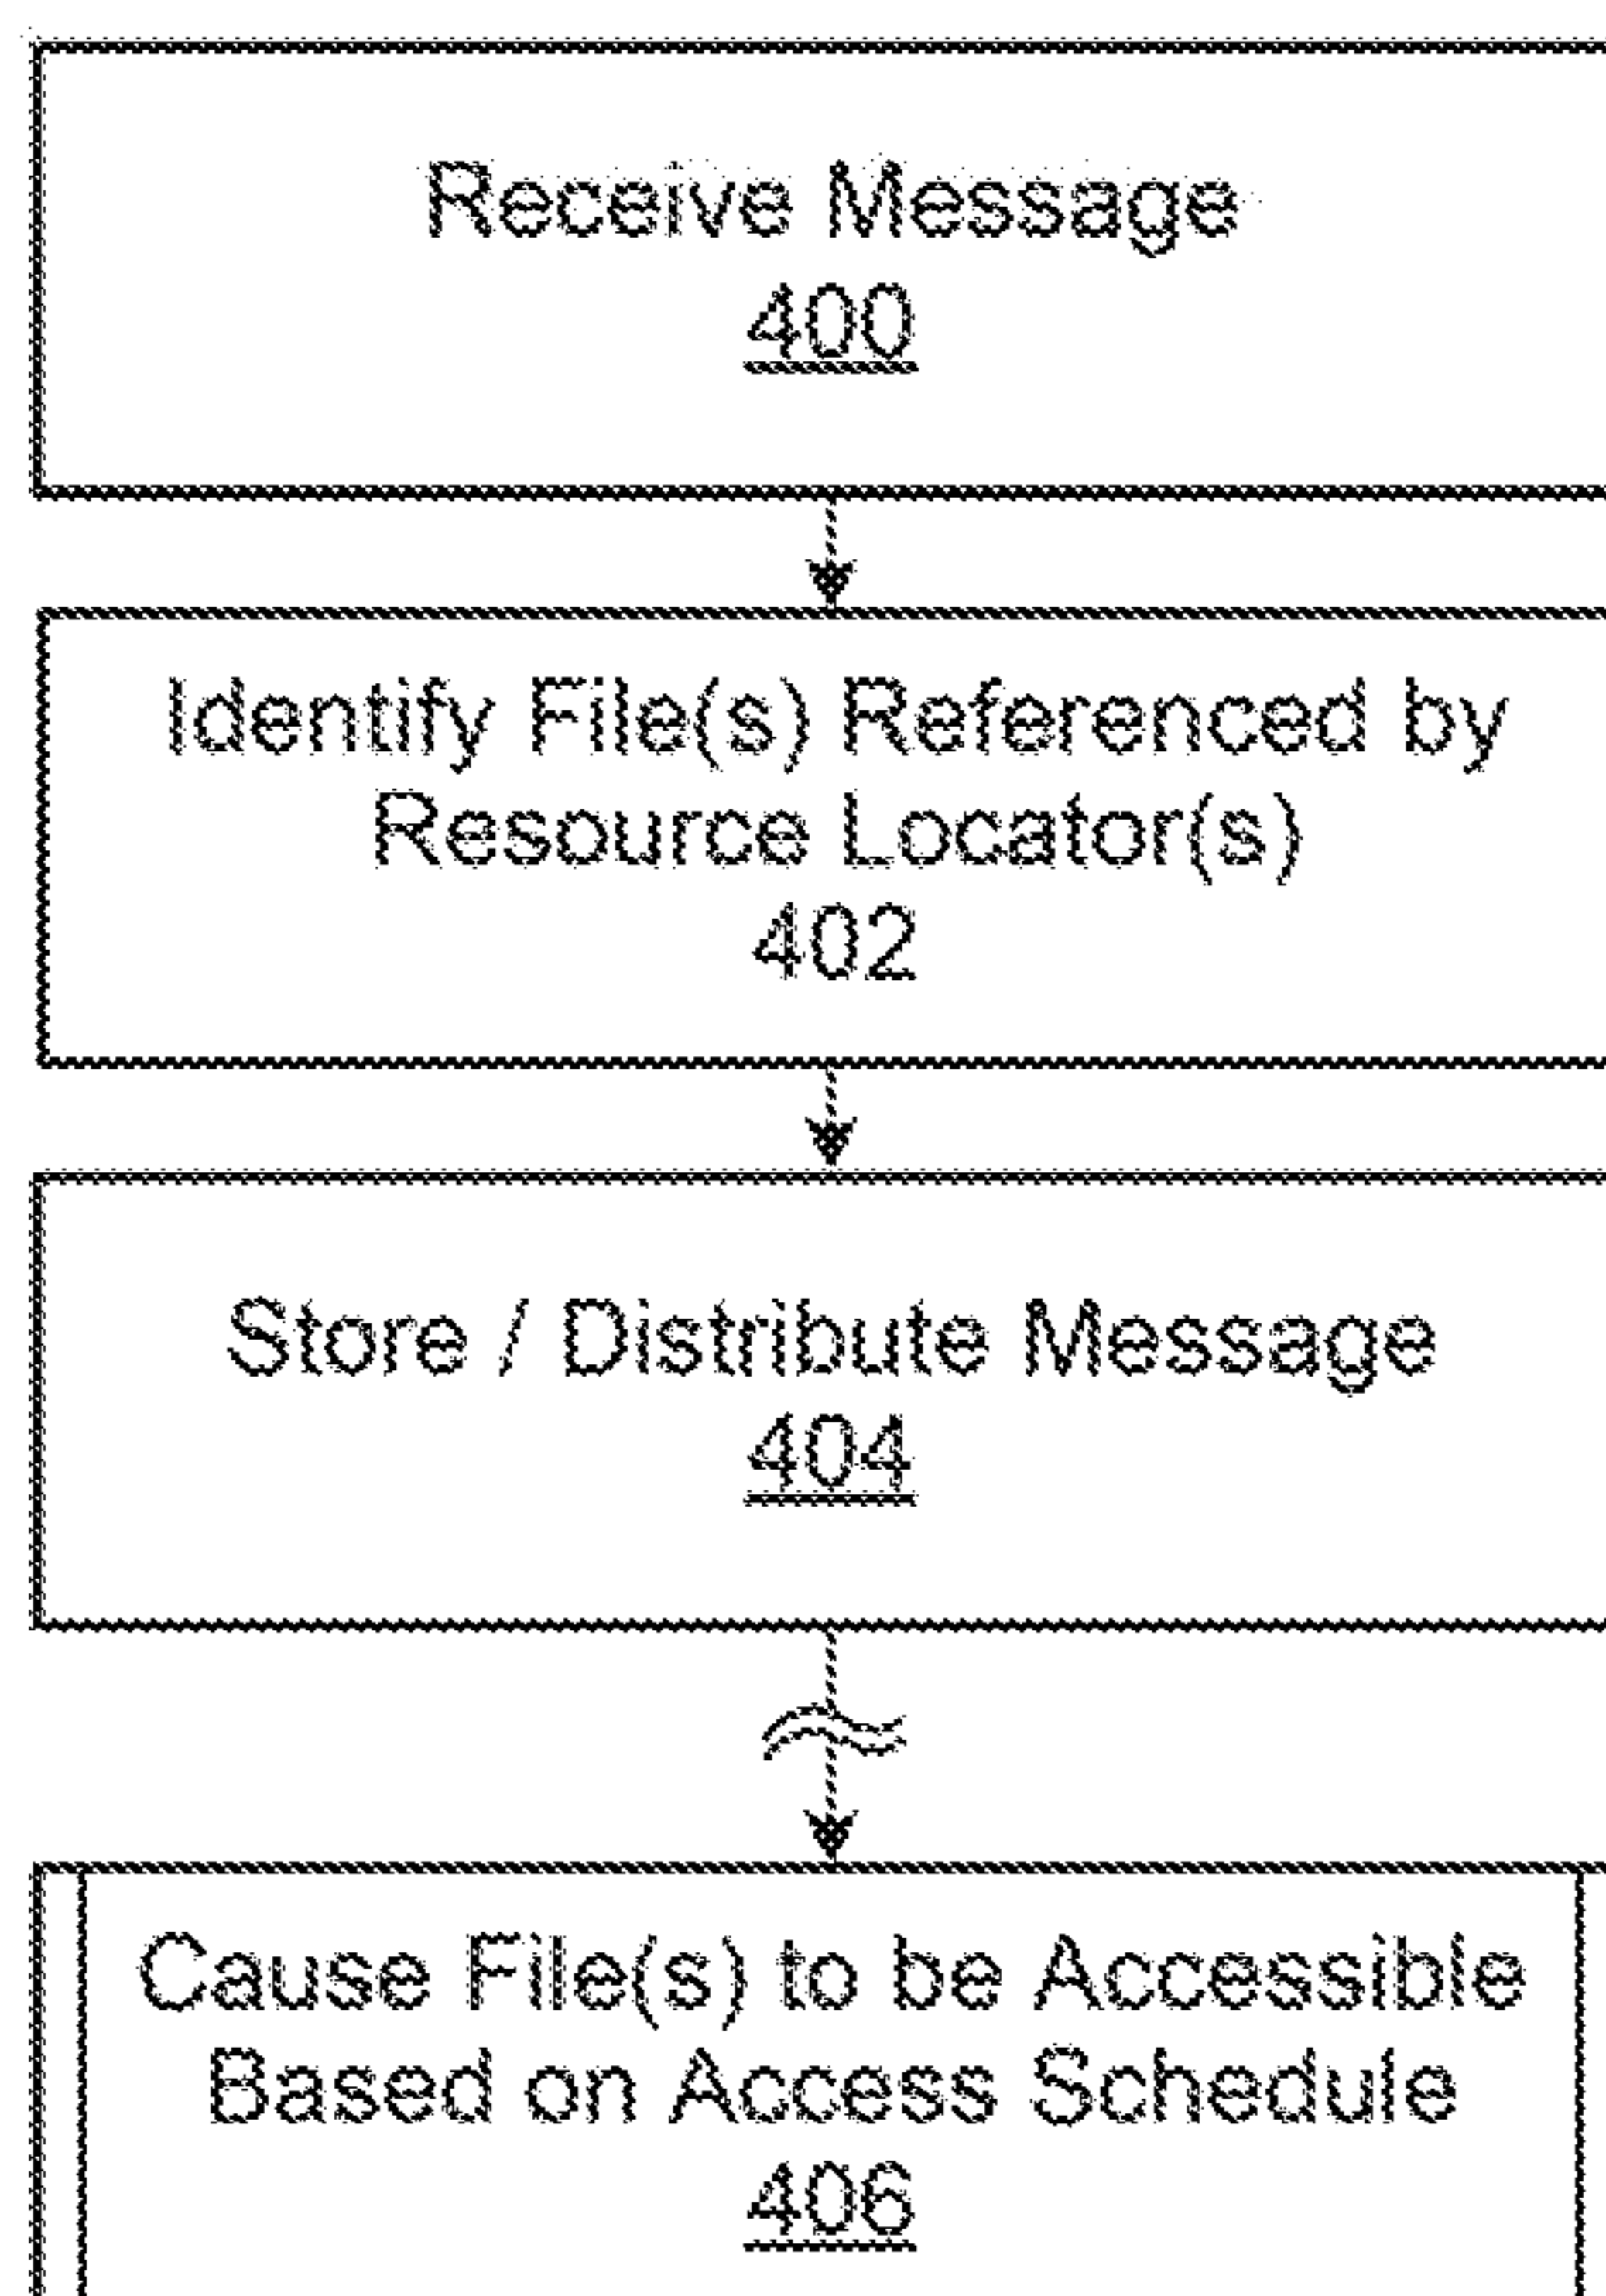 Receive Message
400
Identify File(s) Referenced by
Resource Locator(s)
402
Store / Distribute Message
404
Cause File(s) to be Accessible
Based on Access Schedule
406